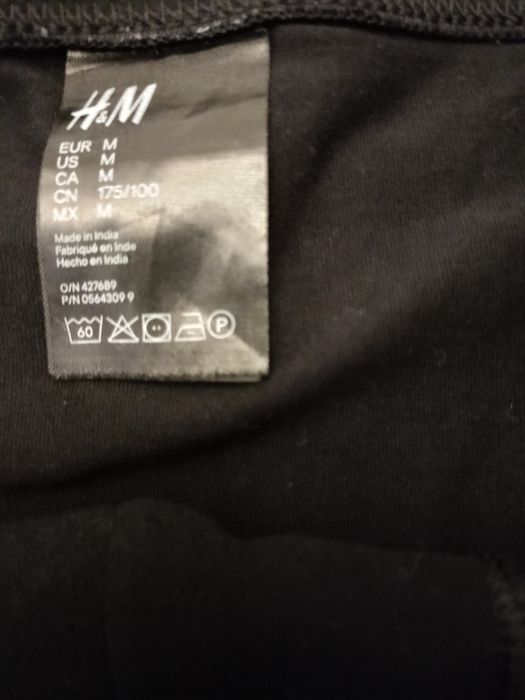 H&M
EUR M
US M
CA M
CN 175/100
MX M
Made in India
Fabriqué en Inde
Hecho en India
O/N 427689
P/N 0564309 9
60 P